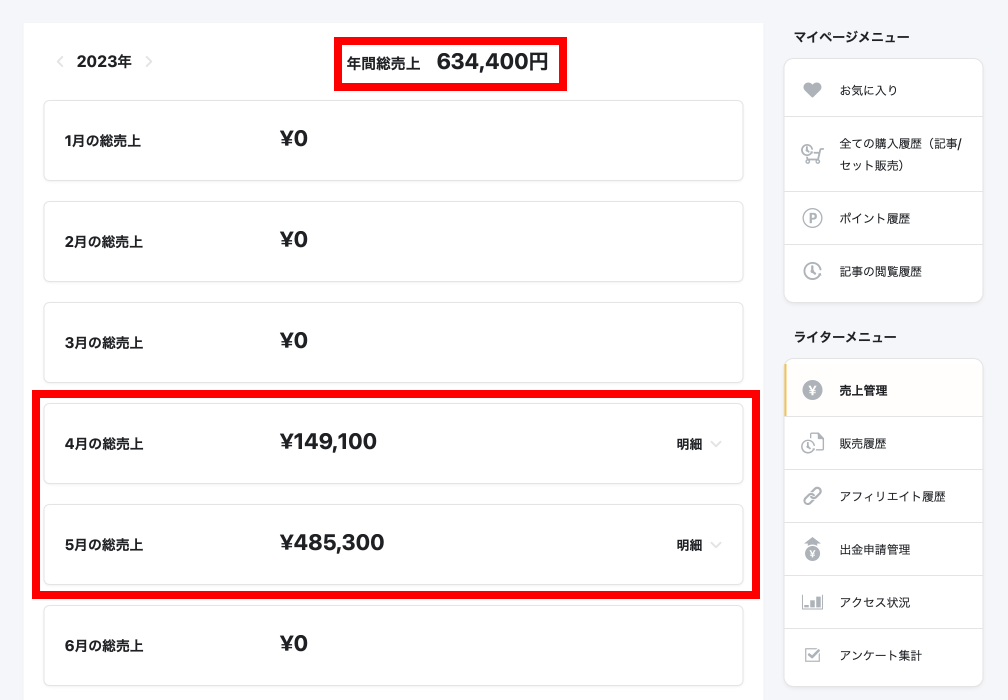 2023年
年間総売上 634,400円
1月の総売上 ¥0
2月の総売上 ¥0
3月の総売上 ¥0
4月の総売上 ¥149,100 明細
5月の総売上 ¥485,300 明細
6月の総売上 ¥0
マイページメニュー
お気に入り
全ての購入履歴（記事/
セット販売）
P ポイント履歴
記事の閲覧履歴
ライターメニュー
¥ 売上管理
販売履歴
アフィリエイト履歴
¥ 出金申請管理
アクセス状況
アンケート集計